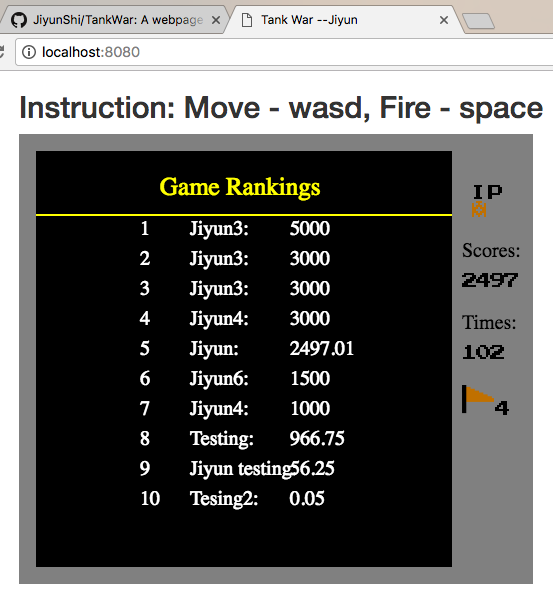 JiyunShi/TankWar: A webpage
Tank War --Jiyun
localhost:8080
Instruction: Move - wasd, Fire - space
Game Rankings
1 Jiyun3: 5000
2 Jiyun3: 3000
3 Jiyun3: 3000
4 Jiyun4: 3000
5 Jiyun: 2497.01
6 Jiyun6: 1500
7 Jiyun4: 1000
8 Testing: 966.75
9 Jiyun testing56.25
10 Tesing2: 0.05
IP
Scores:
2497
Times:
102
4